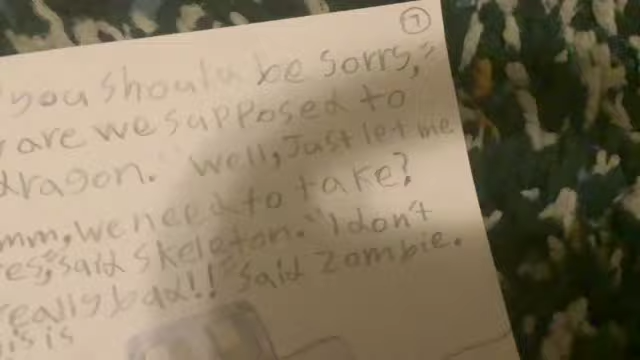 7
you should be sorry,"
are we supposed to
dragon. "Well, Just let me
mm, we need to take?
said skeleton. "I don't
really bad!!" said Zombie.
is is